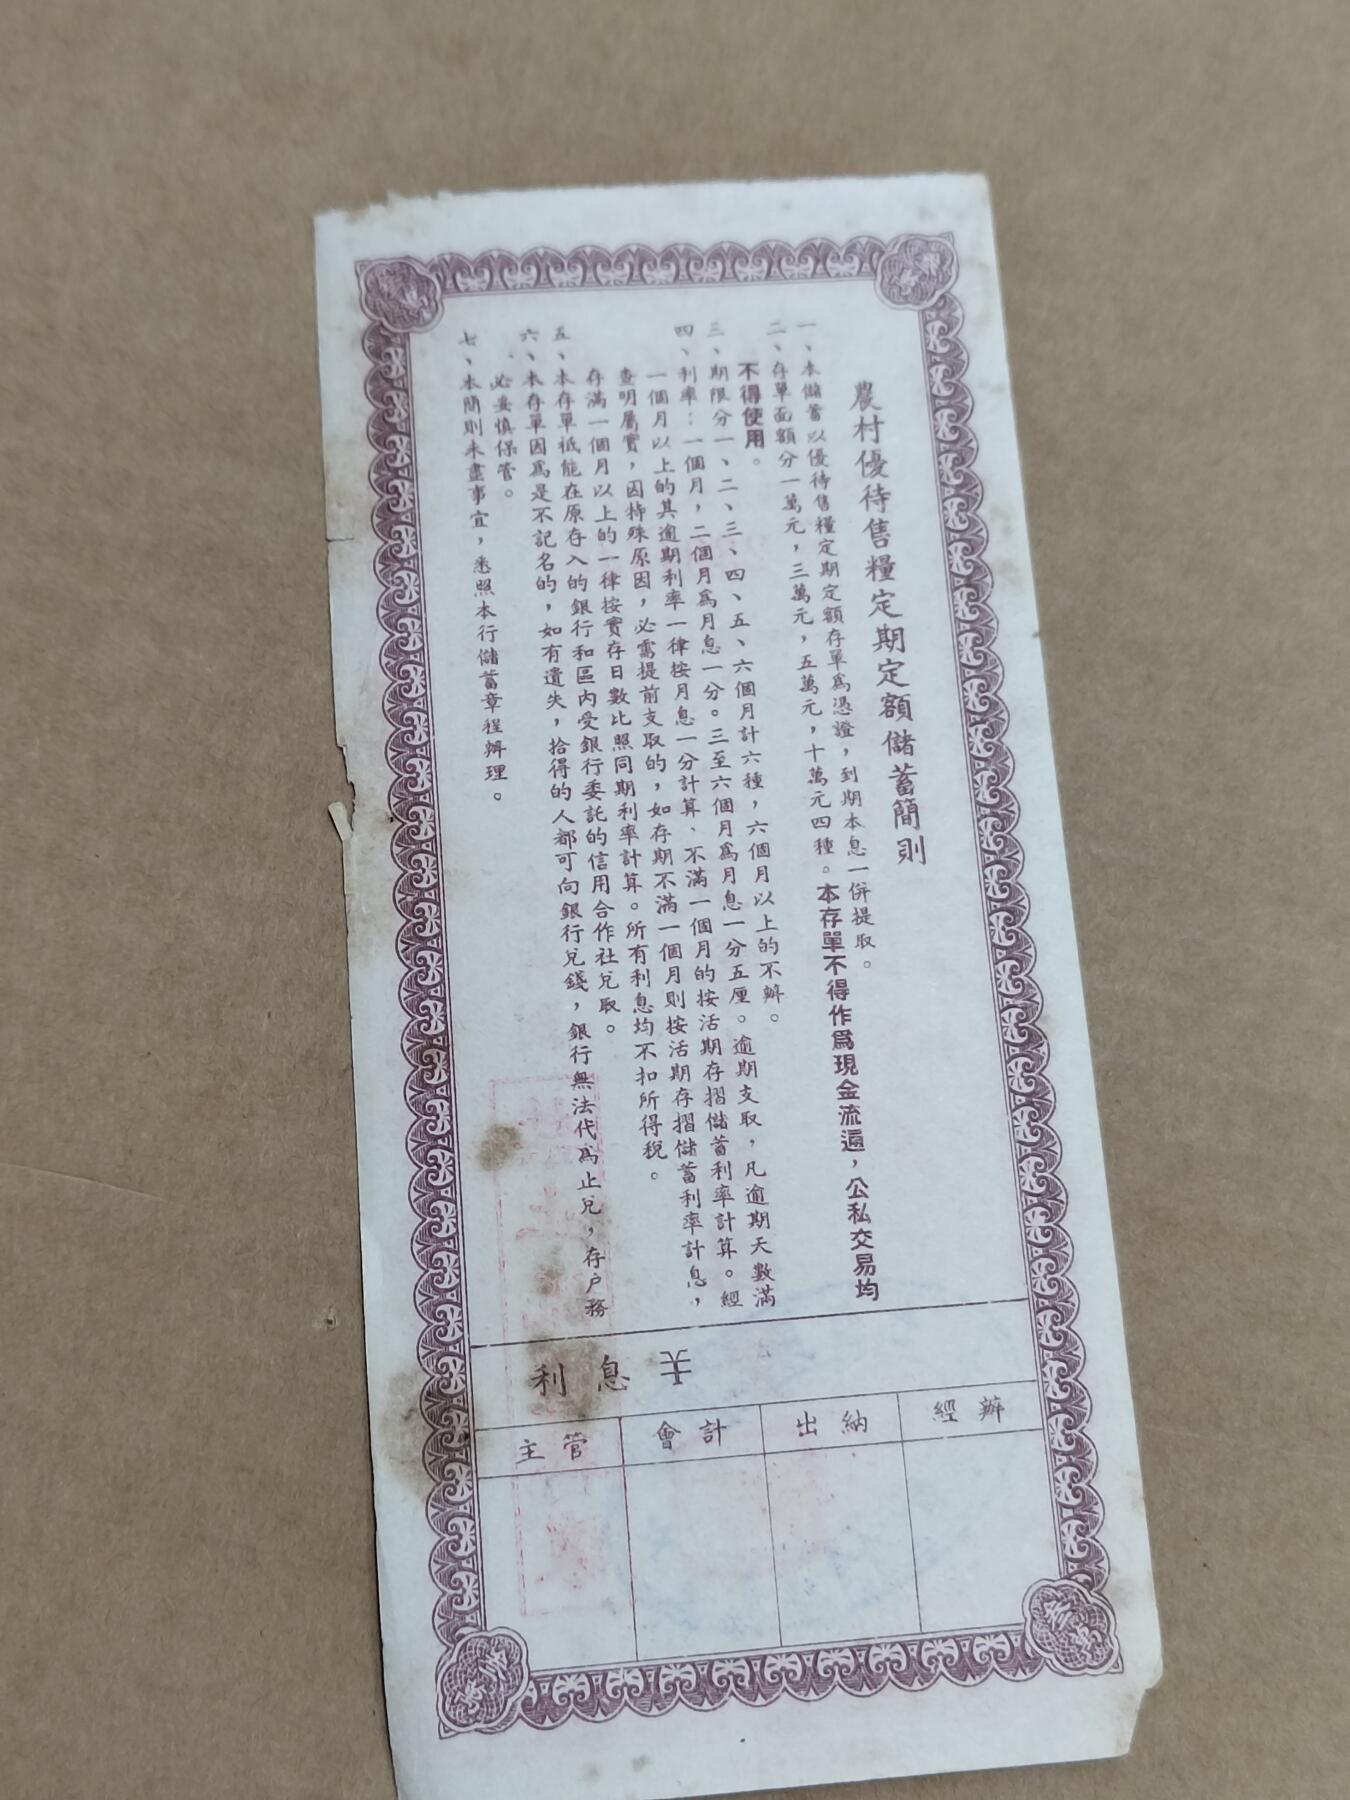 農村優待售糧定期定額儲蓄簡則
一、本儲蓄以優待售糧定期定額存單爲憑證，到期本息一併提取。
二、存單面額分一萬元，三萬元，五萬元，十萬元四種。本存單不得作爲現金流通，公私交易均
不得使用。
三、期限分一、二、三、四、五、六個月計六種，六個月以上的不辦。
四、利率：一個月，二個月爲月息一分。三至六個月爲月息一分五厘。逾期支取，凡逾期天數滿
一個月以上的其逾期利率一律按月息一分計算、不滿一個月的按活期存摺儲蓄利率計算。經
查明屬實，因特殊原因，必需提前支取的，如存期不滿一個月則按活期存摺儲蓄利率計息，
存滿一個月以上的一律按實存日數比照同期利率計算。所有利息均不扣所得稅。
五、本存單祗能在原存入的銀行和區內受銀行委託的信用合作社兌取。
六、本存單因爲是不記名的，如有遺失，拾得的人都可向銀行兌錢，銀行無法代爲止兌，存户務
必妥慎保管。
七、本簡則未盡事宜，悉照本行儲蓄章程辦理。
利息
主管 會計 出納 經辦